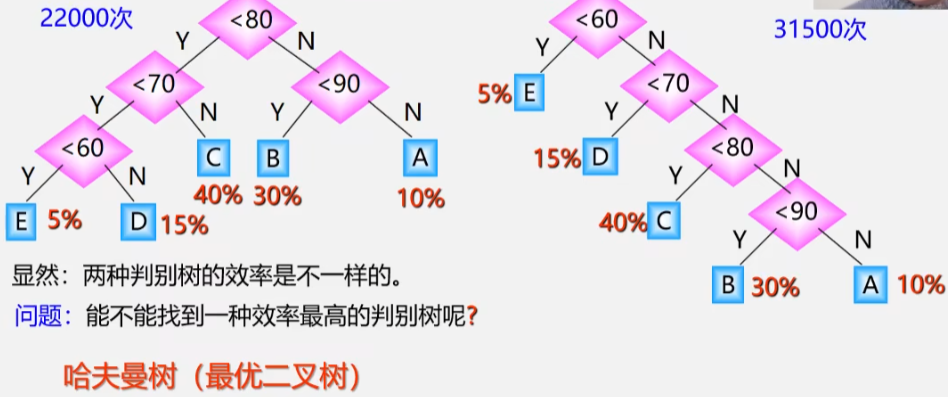 22000次
<80
Y
N
<70
<90
Y
N
Y
N
<60
C
B
A
Y
N
40%
30%
10%
E
5%
D
15%
31500次
<60
Y
N
5%
E
<70
Y
N
15%
D
<80
Y
N
40%
C
<90
Y
N
B
30%
A
10%
显然：两种判别树的效率是不一样的。
问题：能不能找到一种效率最高的判别树呢?
哈夫曼树（最优二叉树）